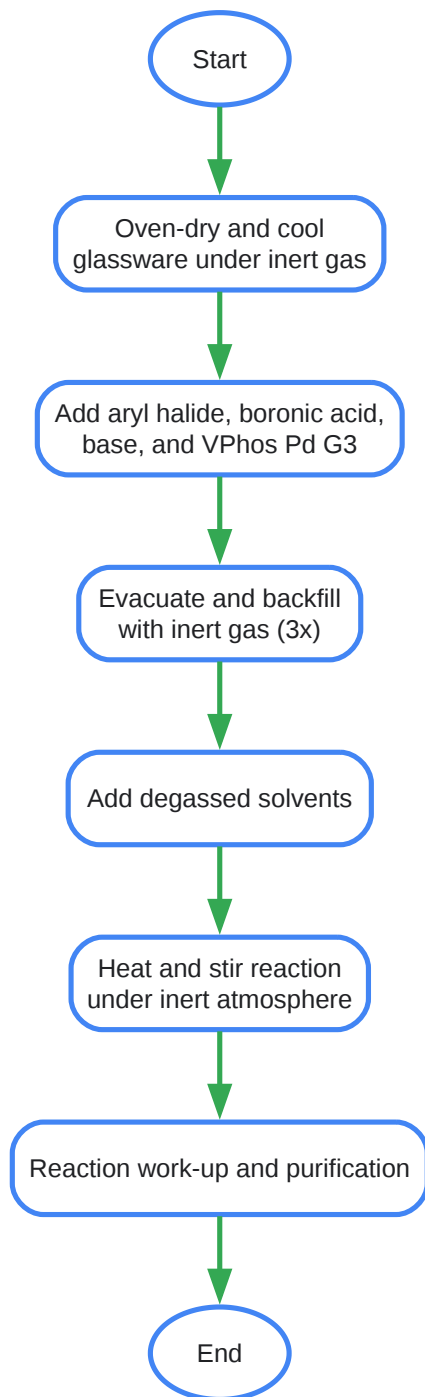 Start
Oven-dry and cool
glassware under inert gas
Add aryl halide, boronic acid,
base, and VPhos Pd G3
Evacuate and backfill
with inert gas (3x)
Add degassed solvents
Heat and stir reaction
under inert atmosphere
Reaction work-up and purification
End